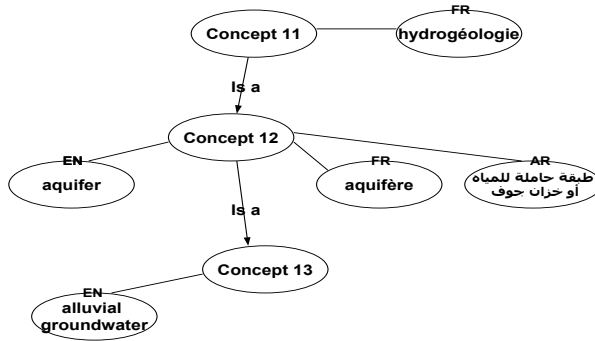 FR
Concept 11
hydrogéologie
Is a
Concept 12
EN
aquifer
FR
aquifère
AR
طبقة حاملة للمياه
أو خزان جوف
Is a
Concept 13
EN
alluvial
groundwater